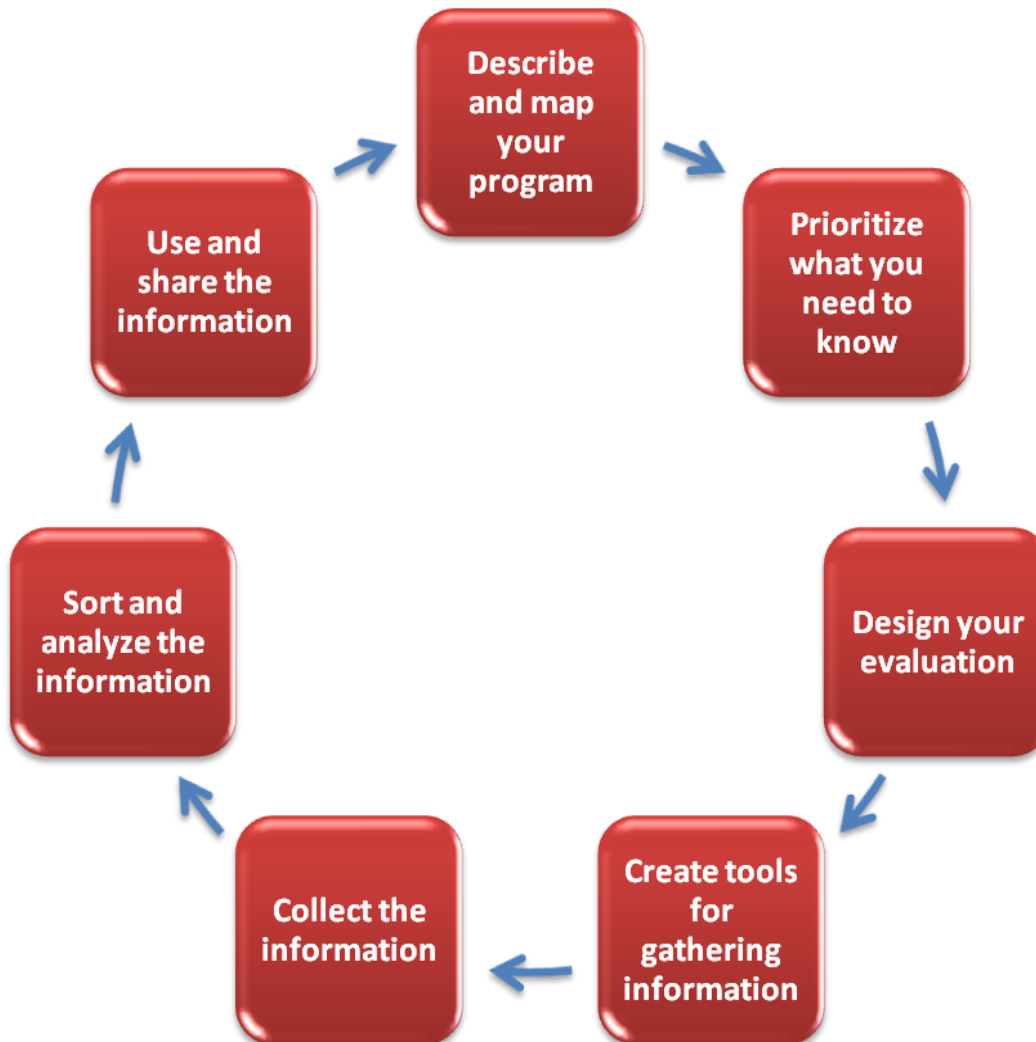 Describe
and map
your
program
Prioritize
what you
need to
know
Design your
evaluation
Create tools
for
gathering
information
Collect the
information
Sort and
analyze the
information
Use and
share the
information